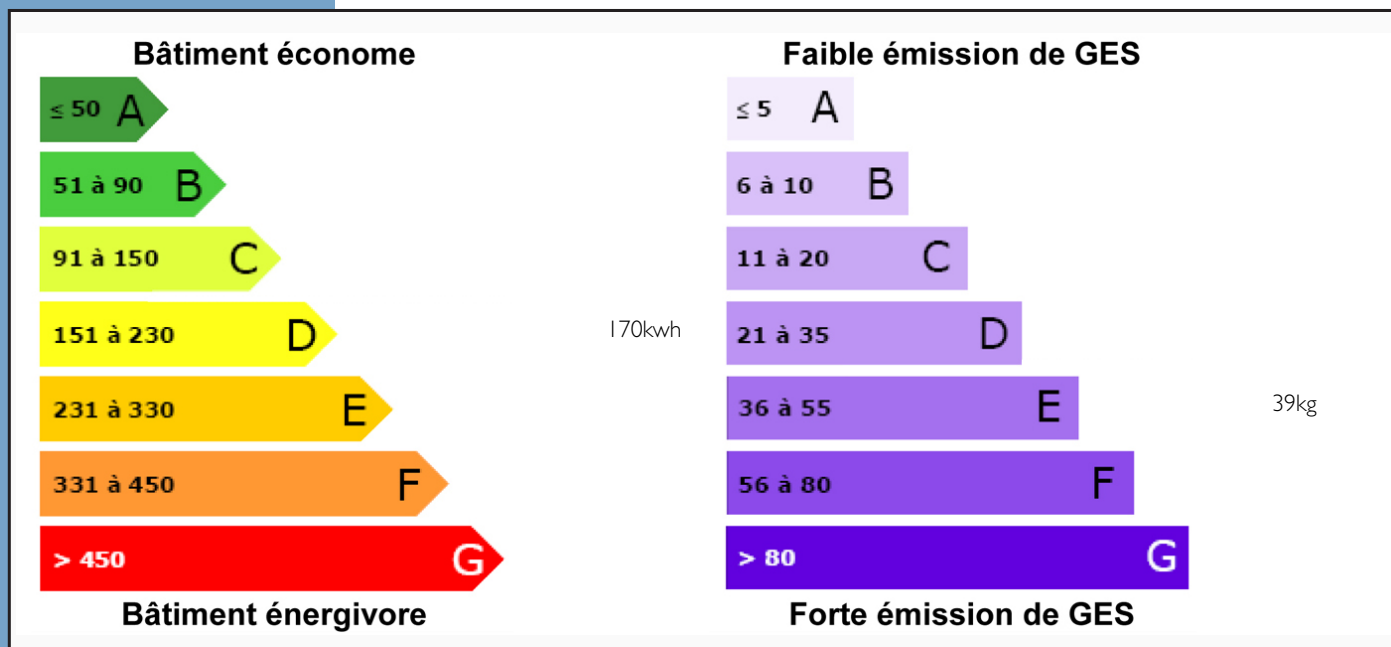 Bâtiment économe
≤ 50 A
51 à 90 B
91 à 150 C
151 à 230 D
170kwh
231 à 330 E
331 à 450 F
> 450 G
Bâtiment énergivore
Faible émission de GES
≤ 5 A
6 à 10 B
11 à 20 C
21 à 35 D
36 à 55 E
39kg
56 à 80 F
> 80 G
Forte émission de GES